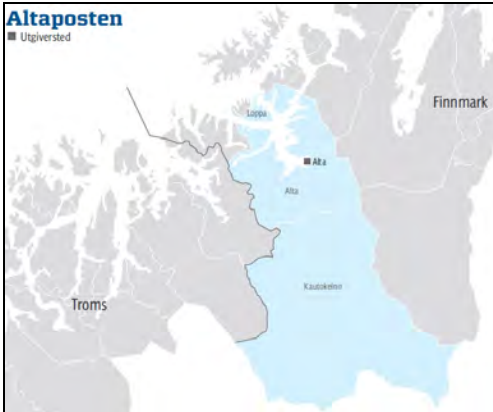 Altaposten
Utgiversted
Finnmark
Loppa
Alta
Alta
Kautokeino
Troms